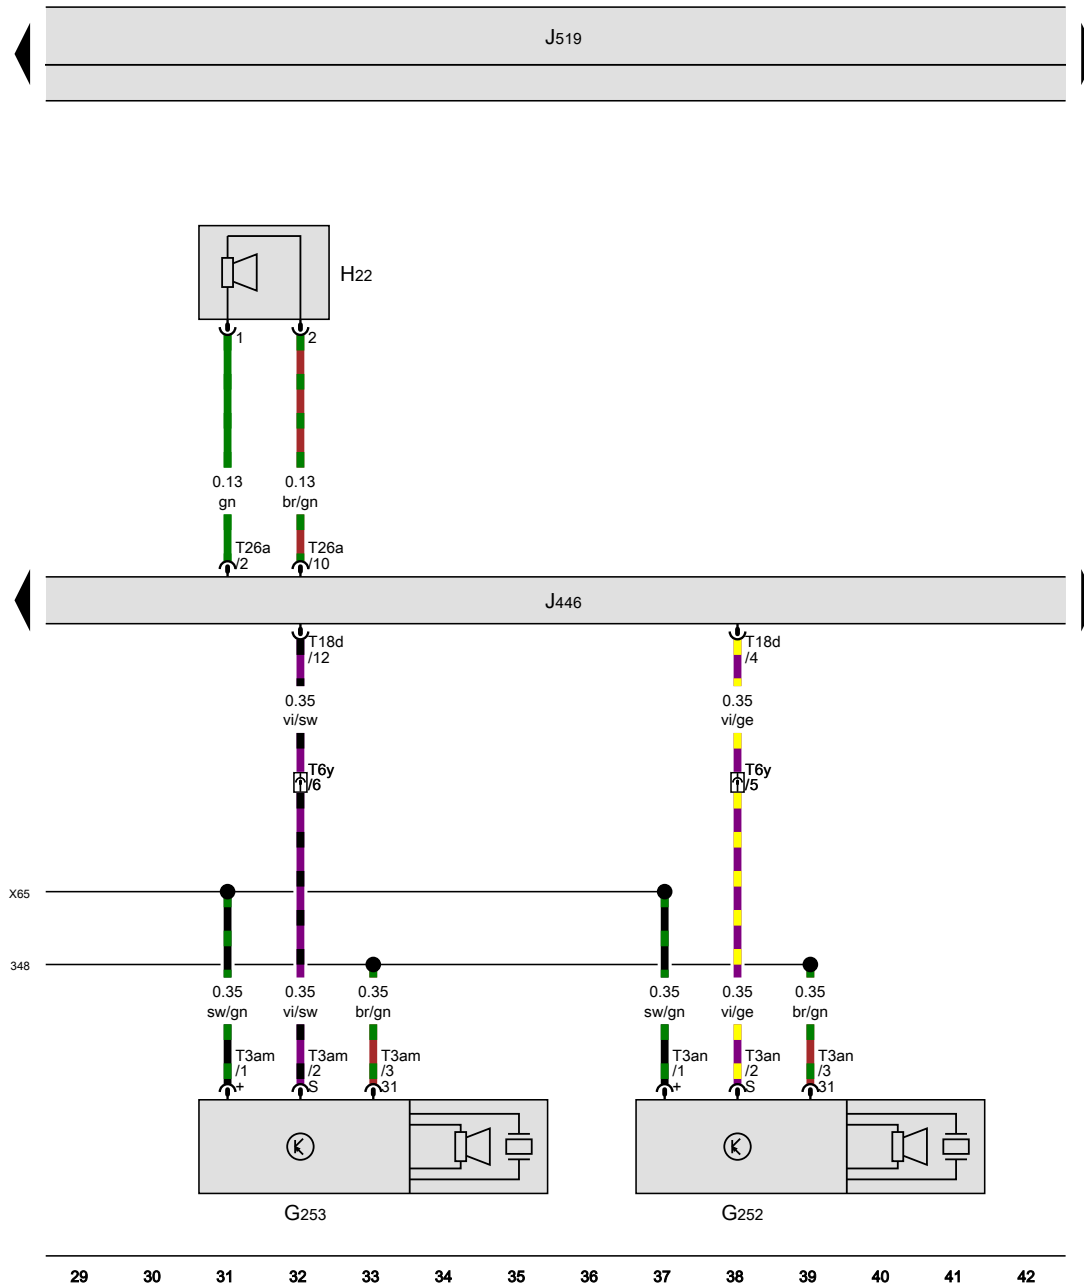 J519
H22
1 2
0.13 0.13
gn br/gn
T26a T26a
/2 /10
J446
T18d T18d
/12 /4
0.35 0.35
vi/sw vi/ge
T6y T6y
/6 /5
X65
348
0.35 0.35 0.35 0.35 0.35 0.35
sw/gn vi/sw br/gn sw/gn vi/ge br/gn
T3am T3am T3am T3an T3an T3an
/1 /2 /3 /1 /2 /3
+ S 31 + S 31
G253 G252
29 30 31 32 33 34 35 36 37 38 39 40 41 42